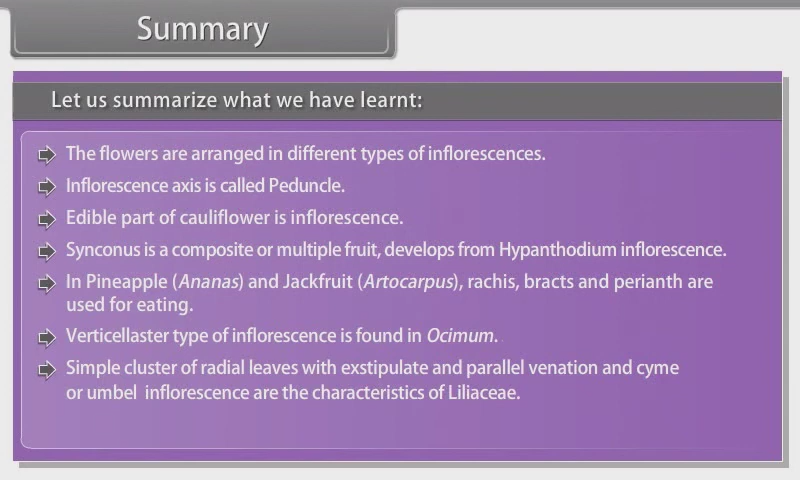 Summary
Let us summarize what we have learnt:
The flowers are arranged in different types of inflorescences.
Inflorescence axis is called Peduncle.
Edible part of cauliflower is inflorescence.
Synconus is a composite or multiple fruit, develops from Hypanthodium inflorescence.
In Pineapple (Ananas) and Jackfruit (Artocarpus), rachis, bracts and perianth are
used for eating.
Verticellaster type of inflorescence is found in Ocimum.
Simple cluster of radial leaves with exstipulate and parallel venation and cyme
or umbel inflorescence are the characteristics of Liliaceae.